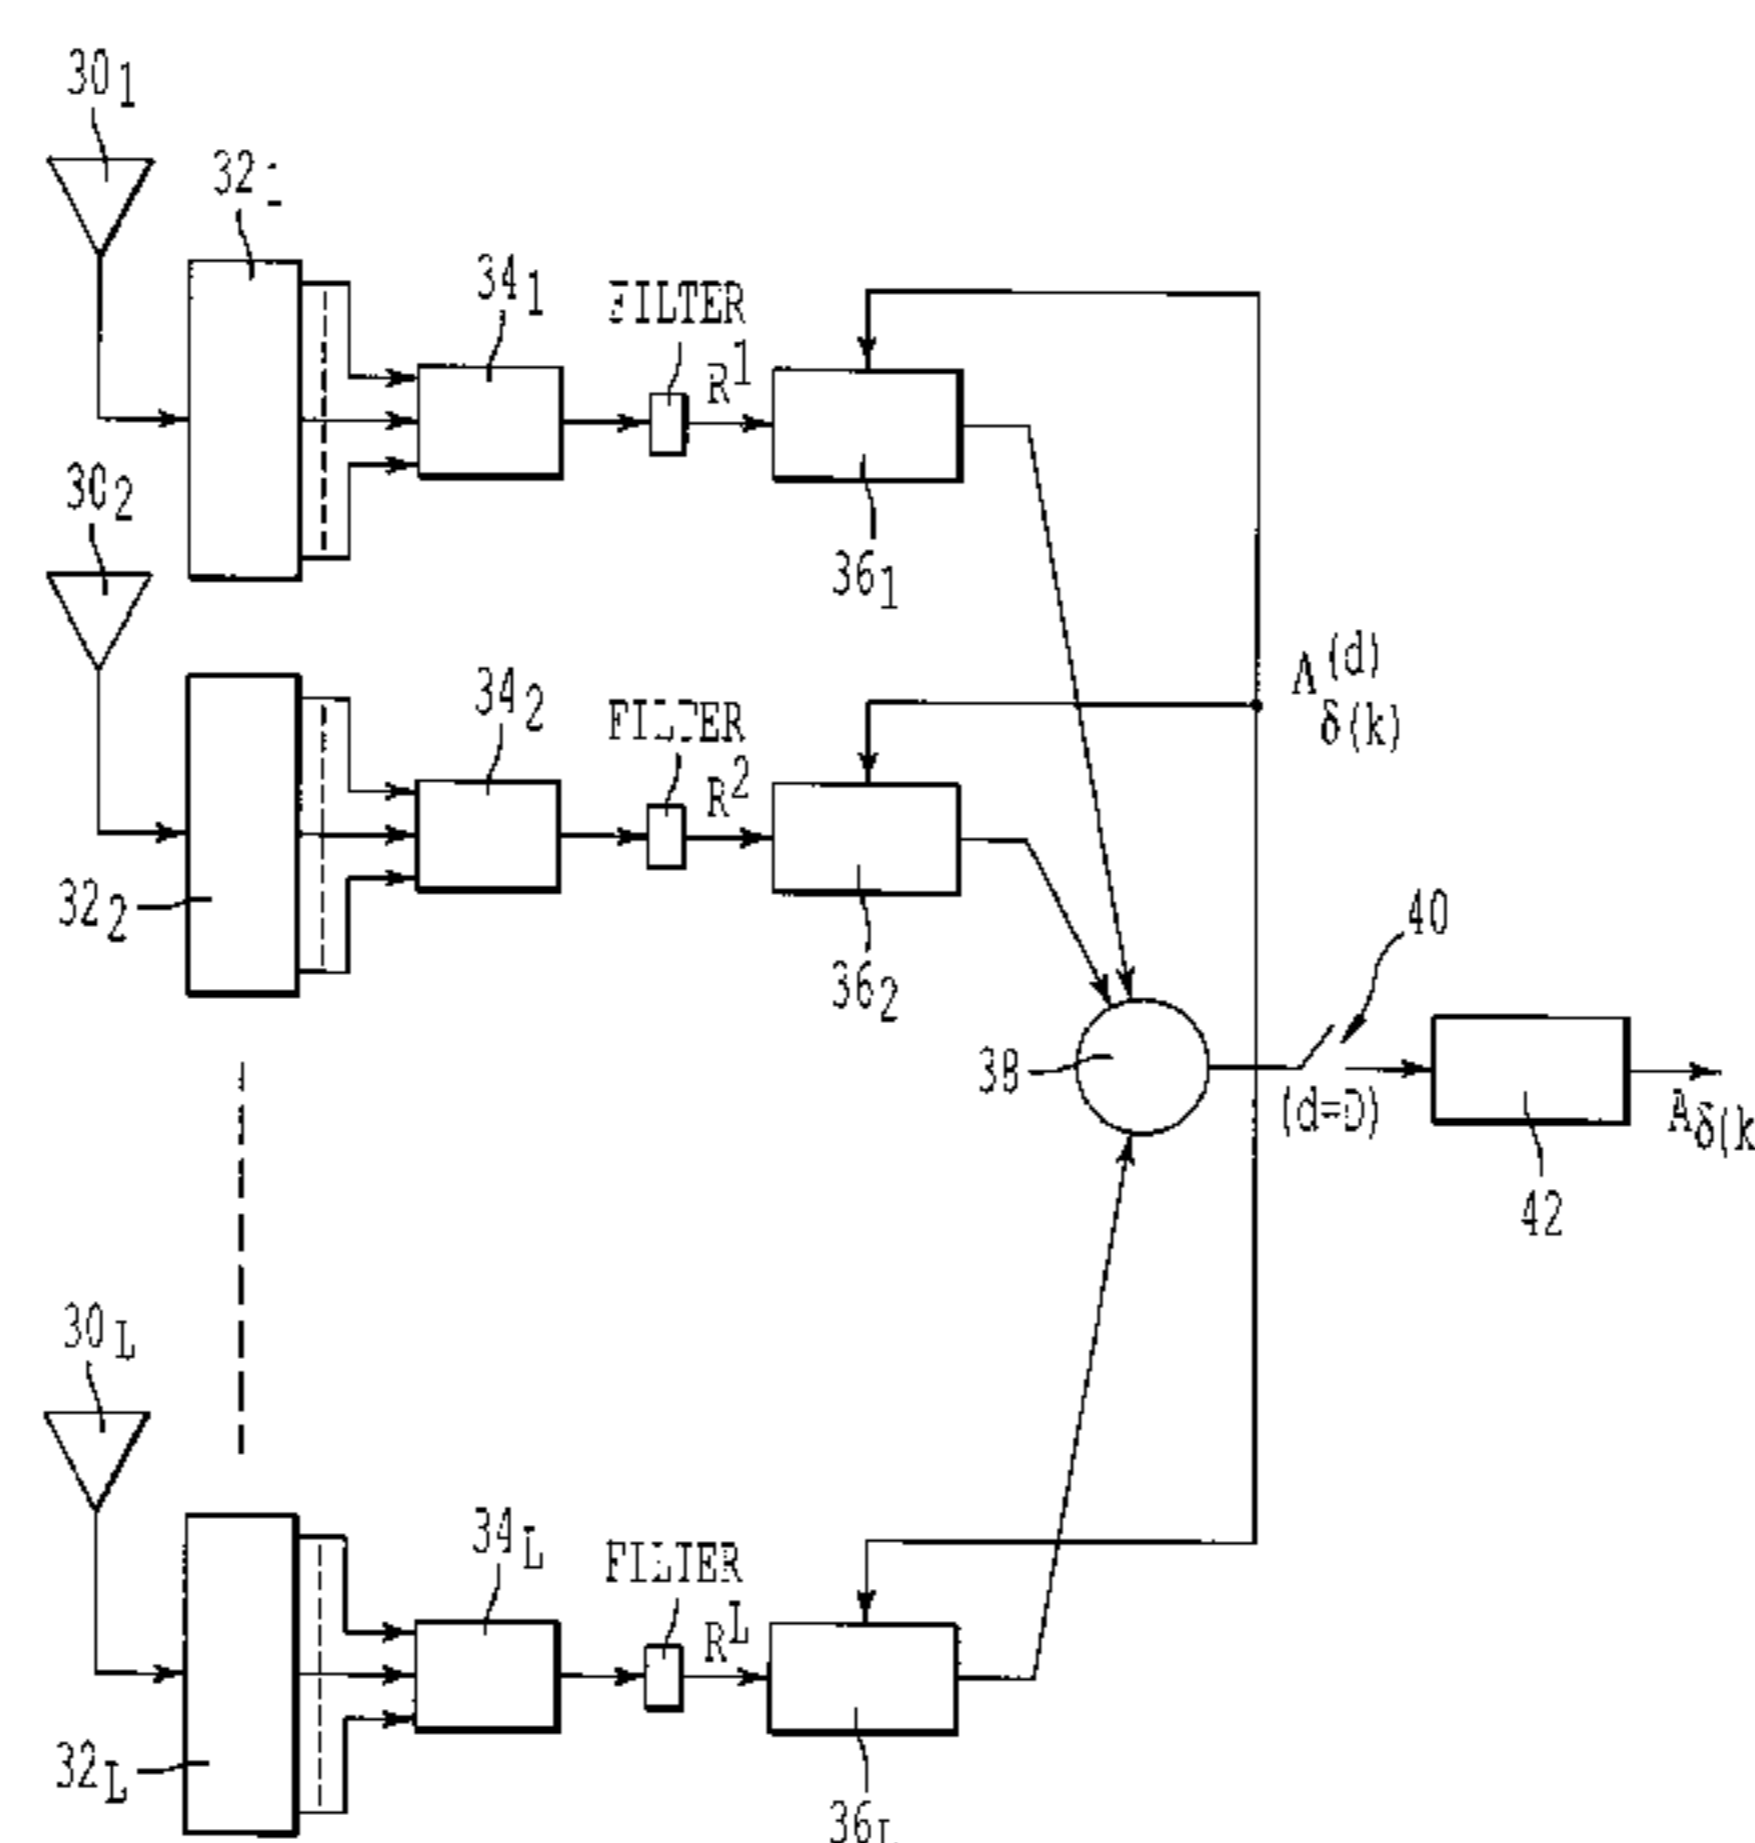 30₁
32₁
34₁
FILTER
R¹
36₁
30₂
32₂
34₂
FILTER
R²
36₂
Λ^(d)_δ(k)
40
38
(d=D)
42
A_δ(k
30_L
32_L
34_L
FILTER
R^L
36_L